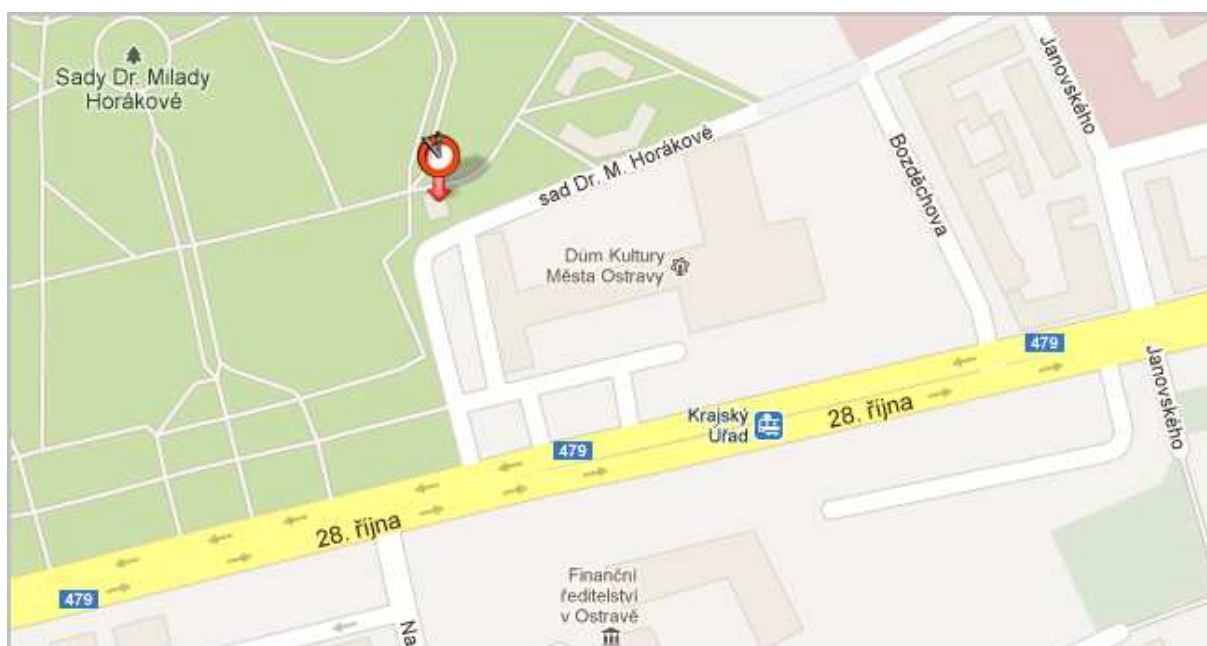 Sady Dr. Milady
Horákové
Janovského
sad Dr. M. Horákové
Bozděchova
Dům Kultury
Města Ostravy
479
Janovského
Krajský
Úřad
28. října
479
28. října
Finanční
ředitelství
v Ostravě
479
Na